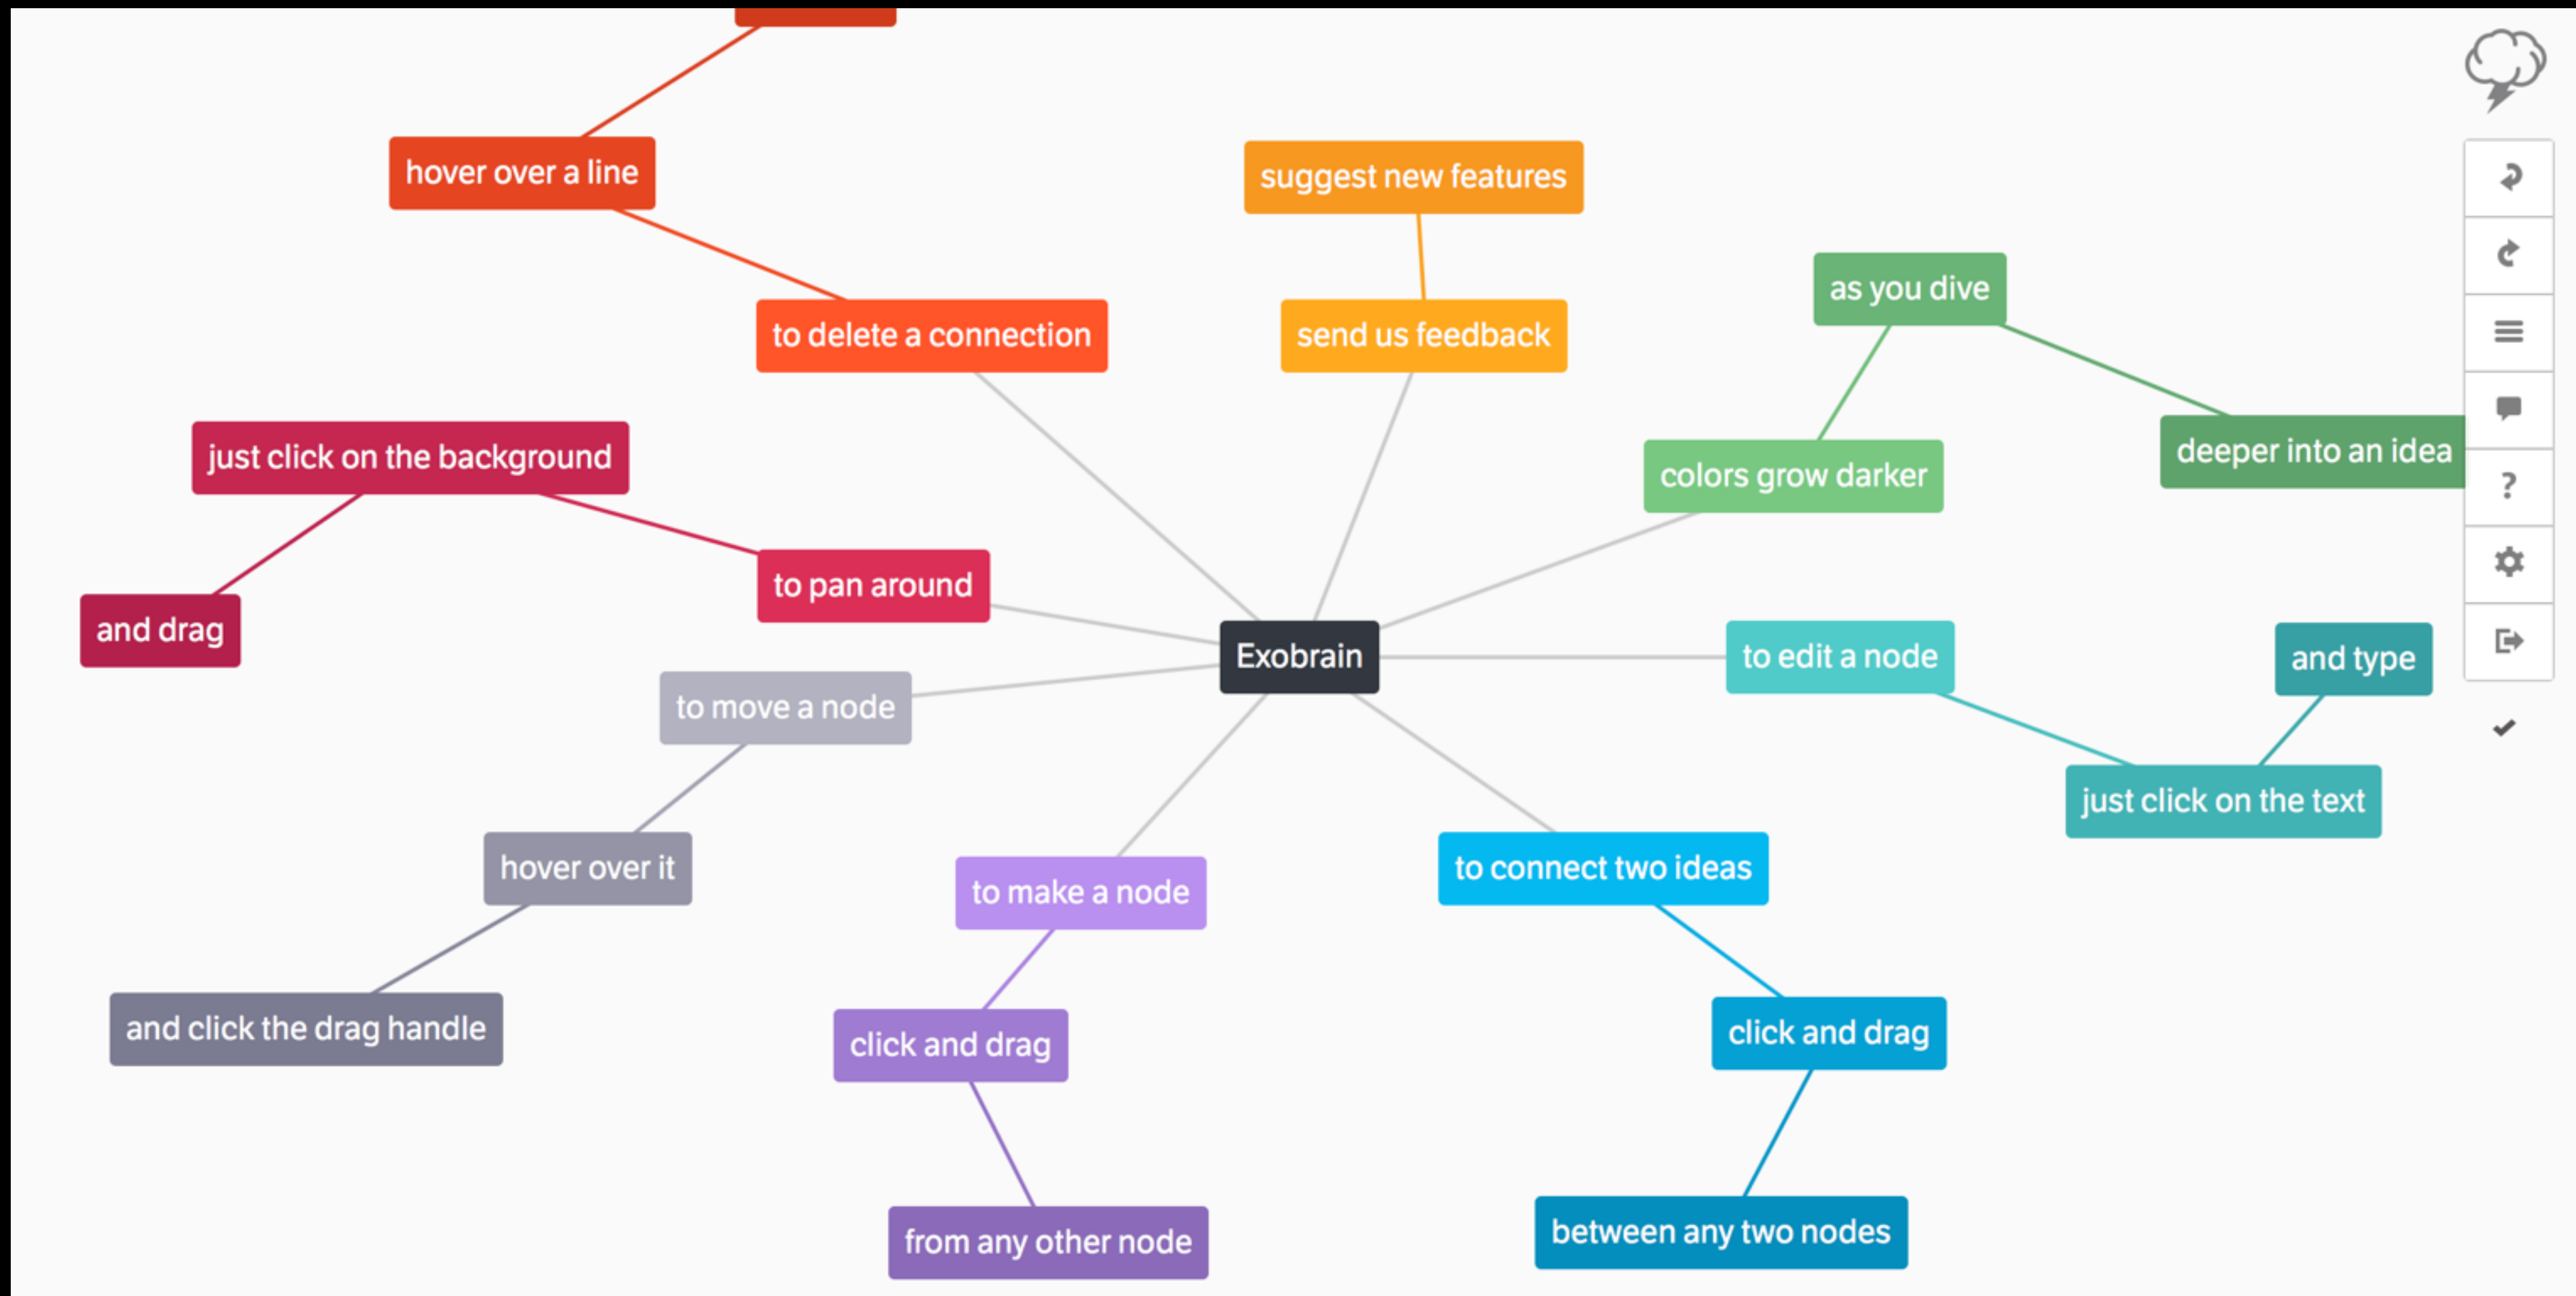 hover over a line
suggest new features
as you dive
to delete a connection
send us feedback
just click on the background
colors grow darker
deeper into an idea
?
to pan around
and drag
Exobrain
to edit a node
and type
to move a node
just click on the text
hover over it
to make a node
to connect two ideas
and click the drag handle
click and drag
click and drag
from any other node
between any two nodes